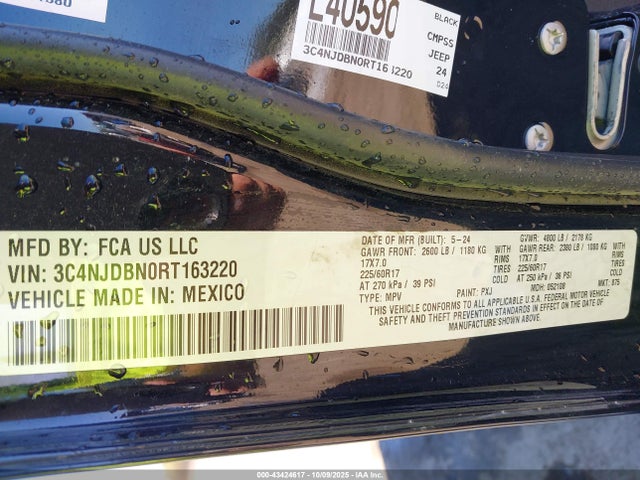 L40590
3C4NJDBN0RT163220
BLACK
CMPSS
JEEP
24
MFD BY: FCA US LLC
VIN: 3C4NJDBN0RT163220
VEHICLE MADE IN: MEXICO
DATE OF MFR (BUILT): 5-24
GAWR FRONT: 2600 LB / 1180 KG
17X7.0
225/60R17
AT 270 kPa / 39 PSI
TYPE: MPV
PAINT: PXJ
RIMS
TIRES
COLD
GVWR: 4800 LB / 2178 KG
GAWR REAR: 2380 LB / 1080 KG
17X7.0
225/60R17
AT 250 kPa / 36 PSI
MDH: 052108
RIMS
TIRES
COLD
MKT: 875
THIS VEHICLE CONFORMS TO ALL APPLICABLE U.S.A. FEDERAL MOTOR VEHICLE
SAFETY AND THEFT PREVENTION STANDARDS IN EFFECT ON THE DATE OF
MANUFACTURE SHOWN ABOVE.
000-43424617 - 10/09/2025 - IAA Inc.